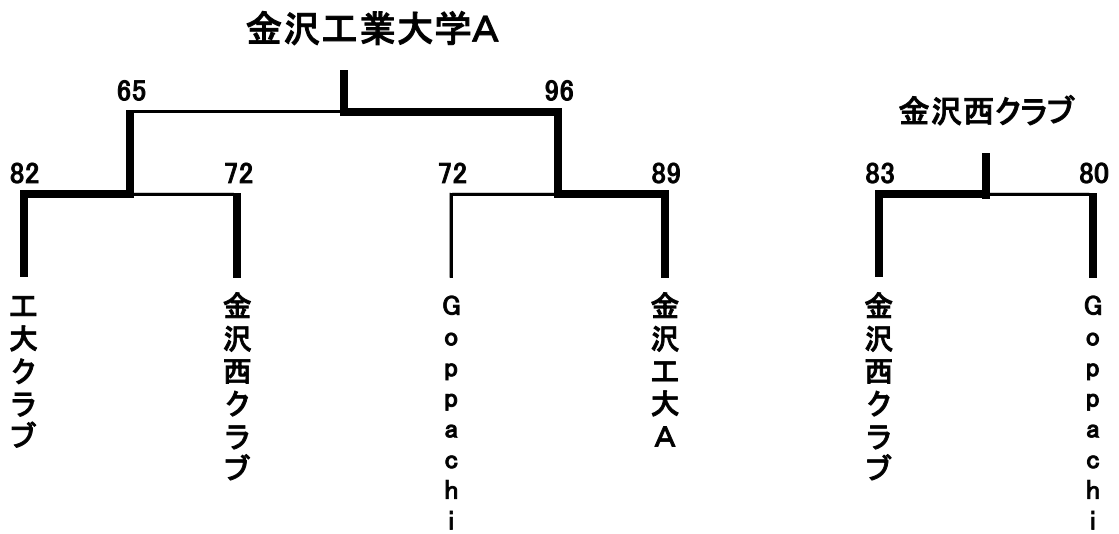 金沢工業大学A
65
96
金沢西クラブ
82
72
72
89
83
80
工大クラブ
金沢西クラブ
Goppachi
金沢工大A
金沢西クラブ
Goppachi